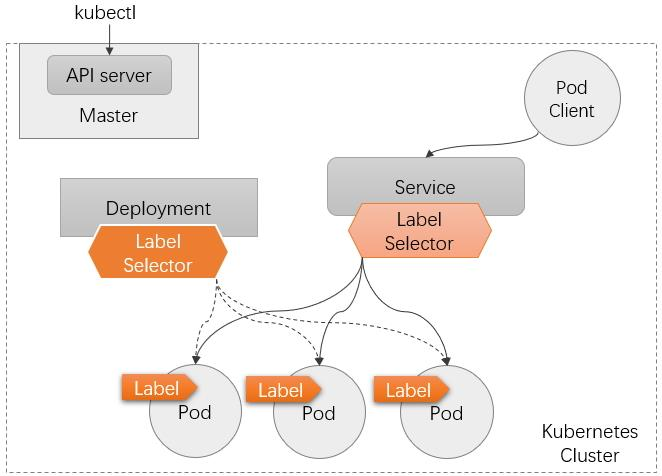 kubectl
API server
Master
Pod
Client
Deployment
Label
Selector
Service
Label
Selector
Label
Pod
Label
Pod
Label
Pod
Kubernetes
Cluster